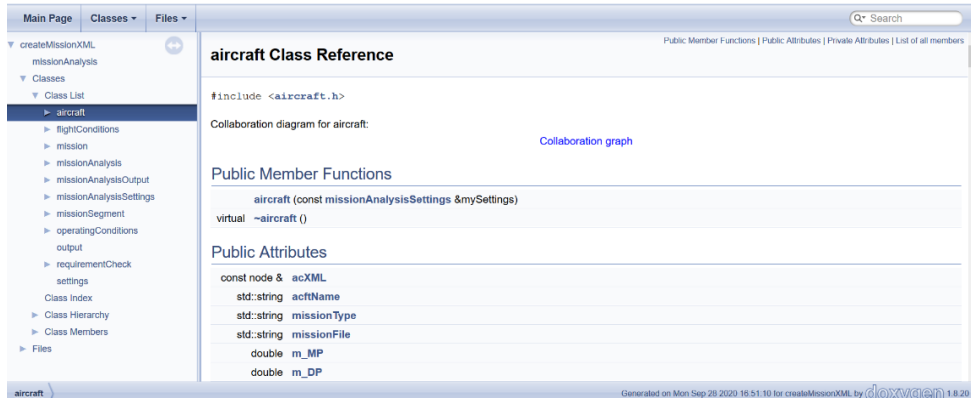 Main Page Classes Files Search
createMissionXML
missionAnalysis
Classes
Class List
aircraft
flightConditions
mission
missionAnalysis
missionAnalysisOutput
missionAnalysisSettings
missionSegment
operatingConditions
output
requirementCheck
settings
Class Index
Class Hierarchy
Class Members
Files
Public Member Functions | Public Attributes | Private Attributes | List of all members
aircraft Class Reference
#include <aircraft.h>
Collaboration diagram for aircraft:
Collaboration graph
Public Member Functions
aircraft (const missionAnalysisSettings &mySettings)
virtual ~aircraft ()
Public Attributes
const node & acXML
std::string acftName
std::string missionType
std::string missionFile
double m_MP
double m_DP
aircraft
Generated on Mon Sep 28 2020 16:51:10 for createMissionXML by doxygen 1.8.20